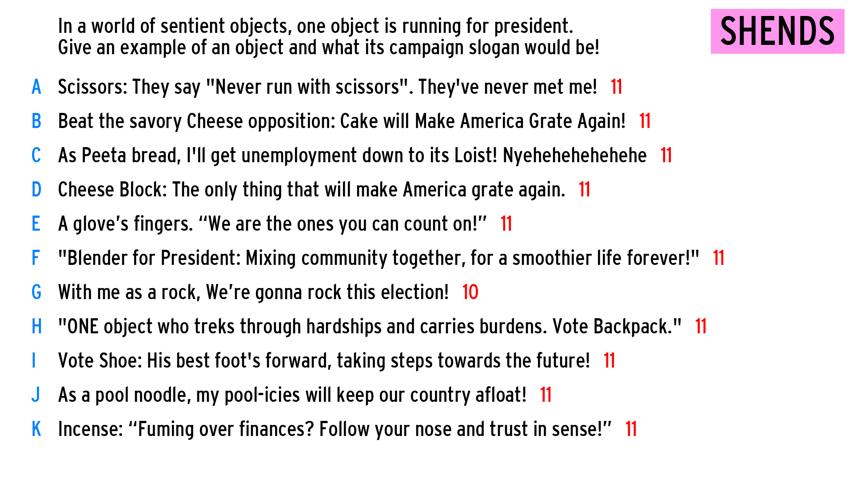 In a world of sentient objects, one object is running for president.
Give an example of an object and what its campaign slogan would be!
SHENDS
A Scissors: They say "Never run with scissors". They've never met me! 11
B Beat the savory Cheese opposition: Cake will Make America Grate Again! 11
C As Peeta bread, I'll get unemployment down to its Loist! Nyehehehehehehe 11
D Cheese Block: The only thing that will make America grate again. 11
E A glove’s fingers. “We are the ones you can count on!” 11
F "Blender for President: Mixing community together, for a smoothier life forever!" 11
G With me as a rock, We’re gonna rock this election! 10
H "ONE object who treks through hardships and carries burdens. Vote Backpack." 11
I Vote Shoe: His best foot's forward, taking steps towards the future! 11
J As a pool noodle, my pool-icies will keep our country afloat! 11
K Incense: “Fuming over finances? Follow your nose and trust in sense!” 11